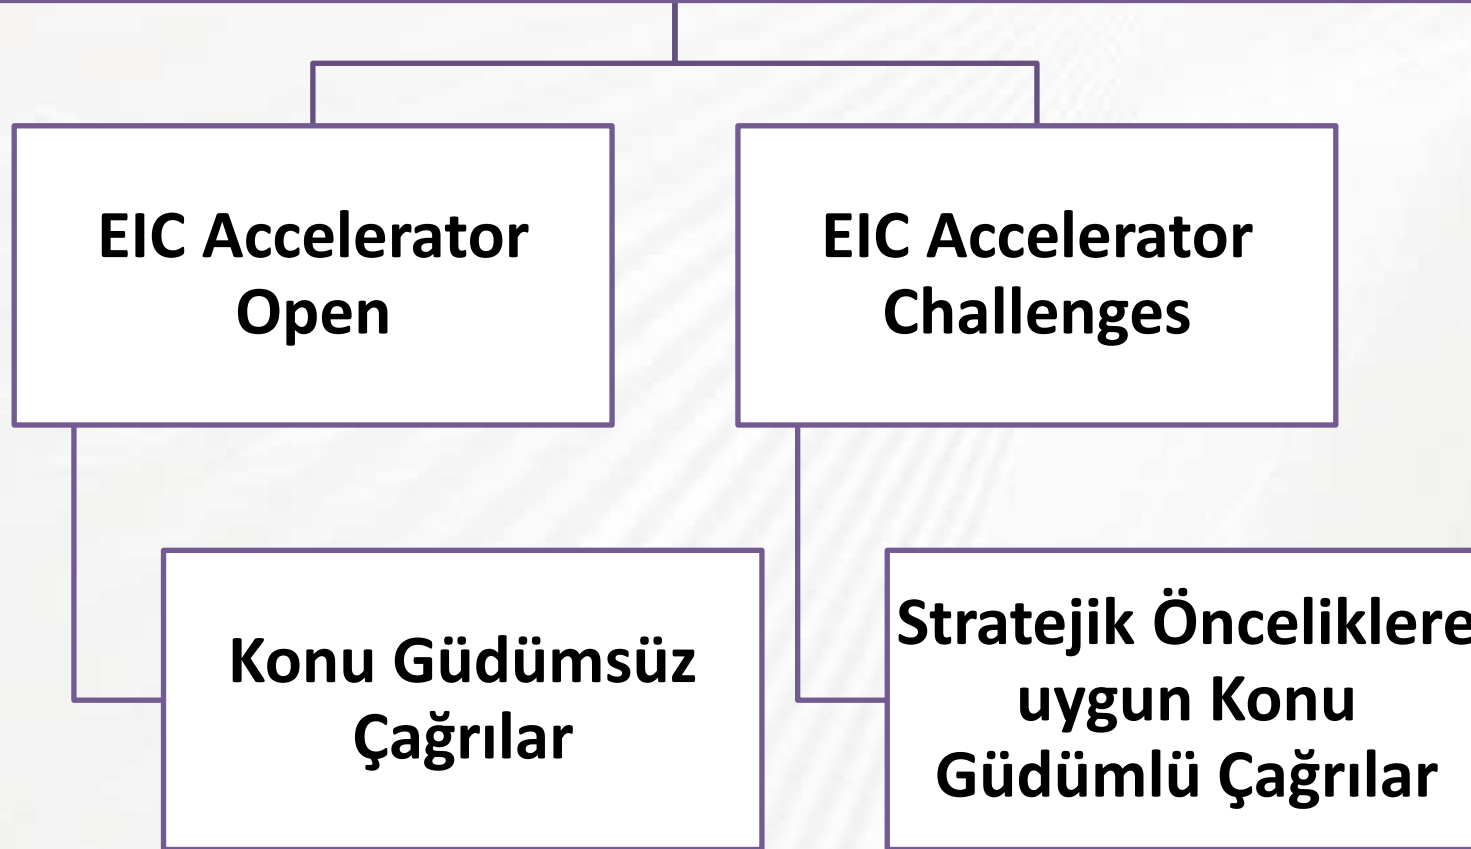 EIC Accelerator
Open
EIC Accelerator
Challenges
Konu Güdümsüz
Çağrılar
Stratejik Önceliklere
uygun Konu
Güdümlü Çağrılar